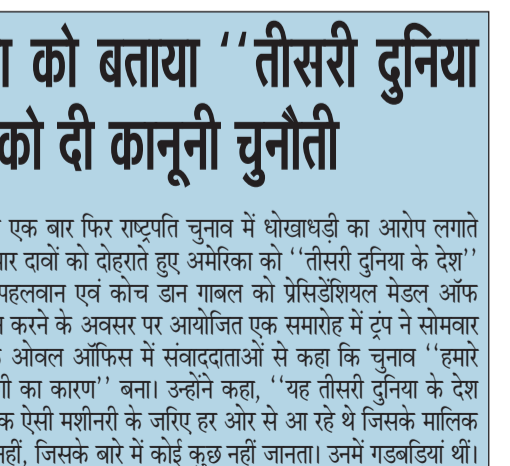 को बताया ‘‘तीसरी दुनिया
को दी कानूनी चुनौती
एक बार फिर राष्ट्रपति चुनाव में धोखाधड़ी का आरोप लगाते
दावों को दोहराते हुए अमेरिका को ‘‘तीसरी दुनिया के देश’’
पहलवान एवं कोच डान गाबल को प्रेसिडेंशियल मेडल ऑफ
करने के अवसर पर आयोजित एक समारोह में ट्रंप ने सोमवार
ओवल ऑफिस में संवाददाताओं से कहा कि चुनाव ‘‘हमारे
का कारण’’ बना। उन्होंने कहा, ‘‘यह तीसरी दुनिया के देश
ऐसी मशीनरी के जरिए हर ओर से आ रहे थे जिसके मालिक
नहीं, जिसके बारे में कोई कुछ नहीं जानता। उनमें गडबडियां थीं।